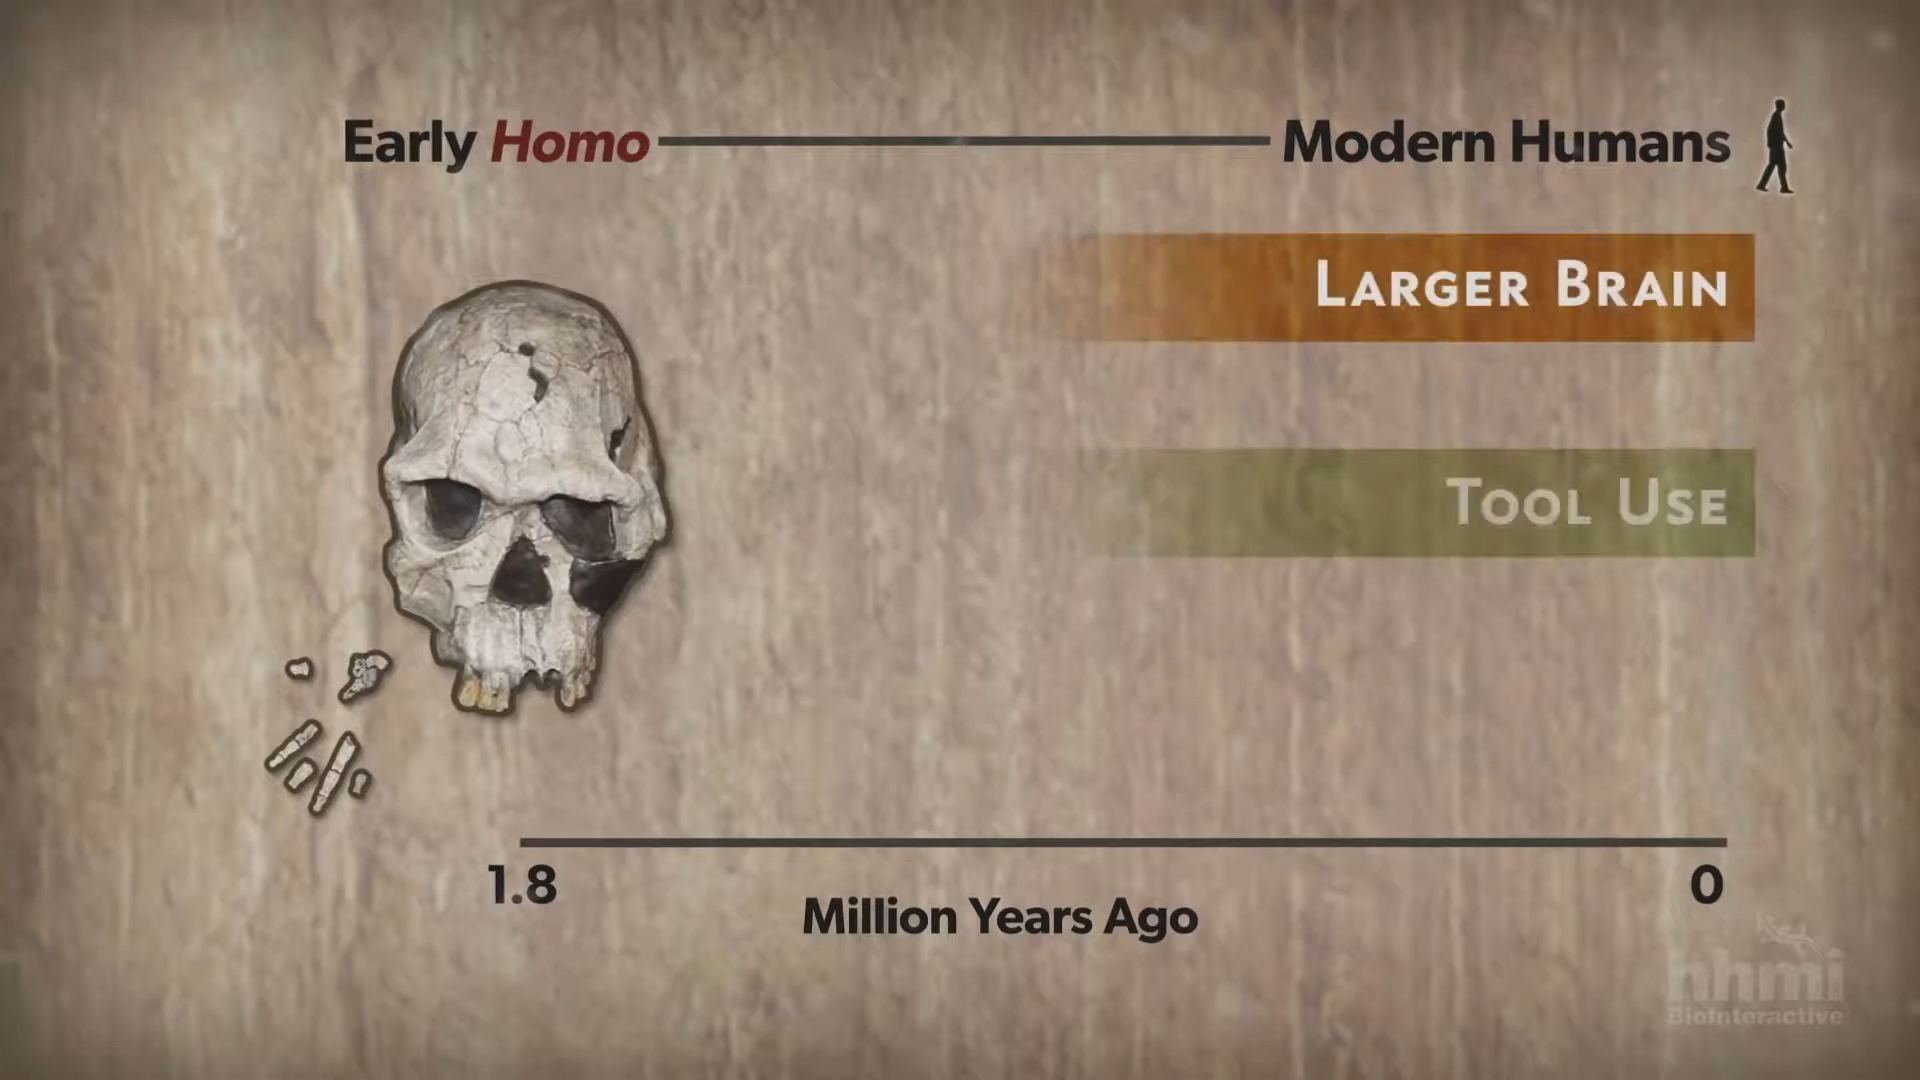 Early Homo
Modern Humans
LARGER BRAIN
TOOL USE
1.8
0
Million Years Ago
hhmi
BioInteractive